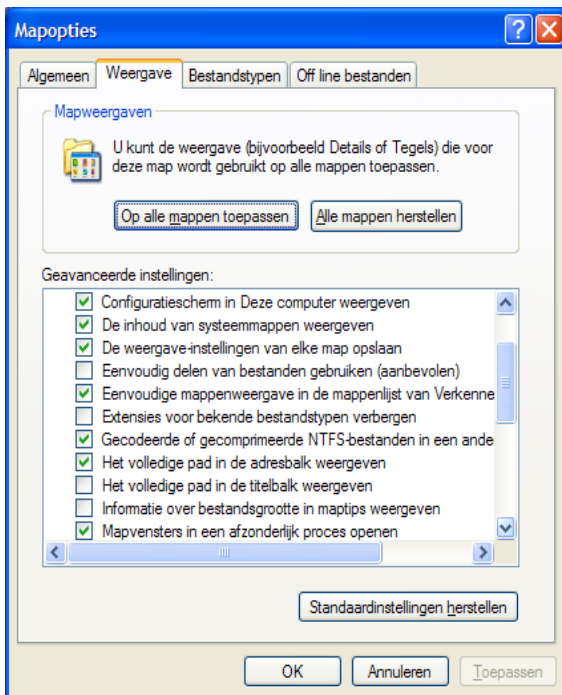 Mapopties
Algemeen Weergave Bestandstypen Off line bestanden
Mapweergaven
U kunt de weergave (bijvoorbeeld Details of Tegels) die voor
deze map wordt gebruikt op alle mappen toepassen.
Op alle mappen toepassen Alle mappen herstellen
Geavanceerde instellingen:
Configuratiescherm in Deze computer weergeven
De inhoud van systeemmappen weergeven
De weergave-instellingen van elke map opslaan
Eenvoudig delen van bestanden gebruiken (aanbevolen)
Eenvoudige mappenweergave in de mappenlijst van Verkenne
Extensies voor bekende bestandstypen verbergen
Gecodeerde of gecomprimeerde NTFS-bestanden in een ande
Het volledige pad in de adresbalk weergeven
Het volledige pad in de titelbalk weergeven
Informatie over bestandsgrootte in maptips weergeven
Mapvensters in een afzonderlijk proces openen
Standaardinstellingen herstellen
OK Annuleren Toepassen